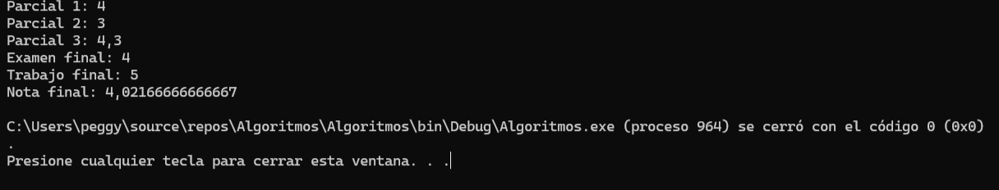 Parcial 1: 4
Parcial 2: 3
Parcial 3: 4,3
Examen final: 4
Trabajo final: 5
Nota final: 4,02166666666667
C:\Users\peggy\source\repos\Algoritmos\Algoritmos\bin\Debug\Algoritmos.exe (proceso 964) se cerró con el código 0 (0x0)
.
Presione cualquier tecla para cerrar esta ventana. . .